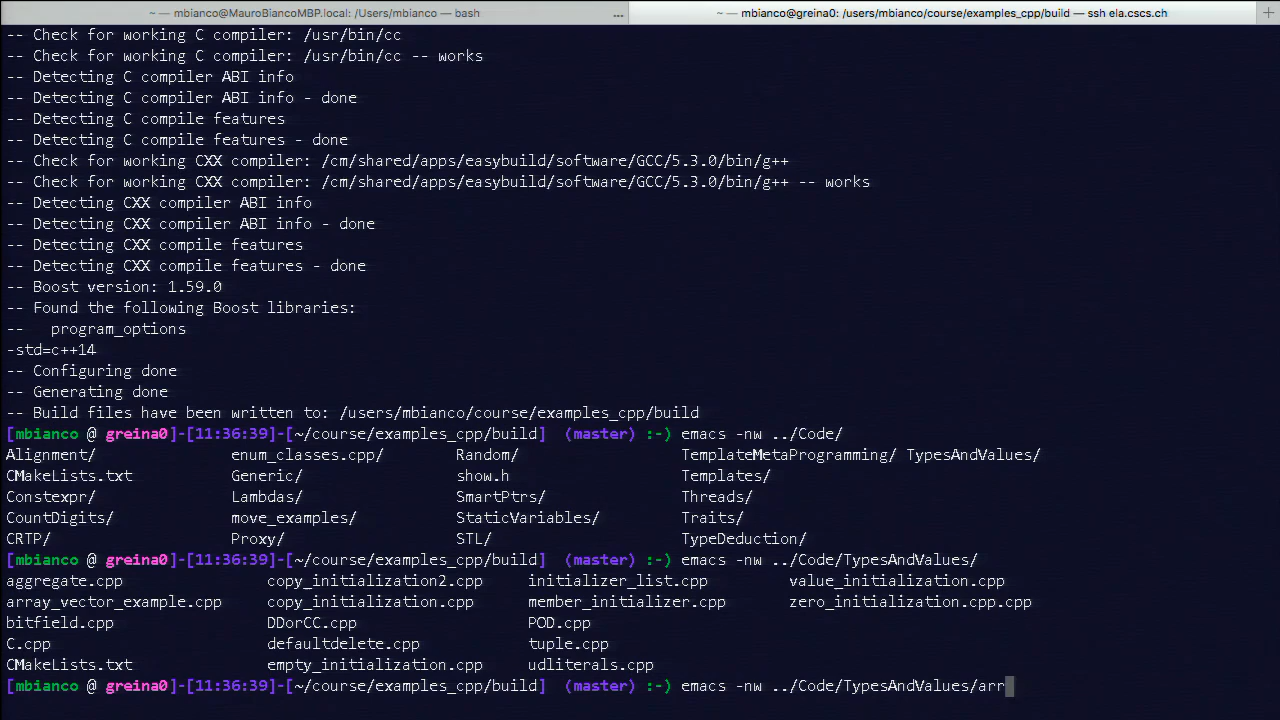 ~ — mbianco@MauroBiancoMBP.local: /Users/mbianco — bash ... ~ — mbianco@greina0: /users/mbianco/course/examples_cpp/build — ssh ela.cscs.ch +
-- Check for working C compiler: /usr/bin/cc
-- Check for working C compiler: /usr/bin/cc -- works
-- Detecting C compiler ABI info
-- Detecting C compiler ABI info - done
-- Detecting C compile features
-- Detecting C compile features - done
-- Check for working CXX compiler: /cm/shared/apps/easybuild/software/GCC/5.3.0/bin/g++
-- Check for working CXX compiler: /cm/shared/apps/easybuild/software/GCC/5.3.0/bin/g++ -- works
-- Detecting CXX compiler ABI info
-- Detecting CXX compiler ABI info - done
-- Detecting CXX compile features
-- Detecting CXX compile features - done
-- Boost version: 1.59.0
-- Found the following Boost libraries:
--   program_options
-std=c++14
-- Configuring done
-- Generating done
-- Build files have been written to: /users/mbianco/course/examples_cpp/build
[mbianco @ greina0]-[11:36:39]-[~/course/examples_cpp/build]  (master) :-) emacs -nw ../Code/
Alignment/ enum_classes.cpp/ Random/ TemplateMetaProgramming/ TypesAndValues/
CMakeLists.txt Generic/ show.h Templates/
Constexpr/ Lambdas/ SmartPtrs/ Threads/
CountDigits/ move_examples/ StaticVariables/ Traits/
CRTP/ Proxy/ STL/ TypeDeduction/
[mbianco @ greina0]-[11:36:39]-[~/course/examples_cpp/build]  (master) :-) emacs -nw ../Code/TypesAndValues/
aggregate.cpp copy_initialization2.cpp initializer_list.cpp value_initialization.cpp
array_vector_example.cpp copy_initialization.cpp member_initializer.cpp zero_initialization.cpp.cpp
bitfield.cpp DDorCC.cpp POD.cpp
C.cpp defaultdelete.cpp tuple.cpp
CMakeLists.txt empty_initialization.cpp udliterals.cpp
[mbianco @ greina0]-[11:36:39]-[~/course/examples_cpp/build]  (master) :-) emacs -nw ../Code/TypesAndValues/arr